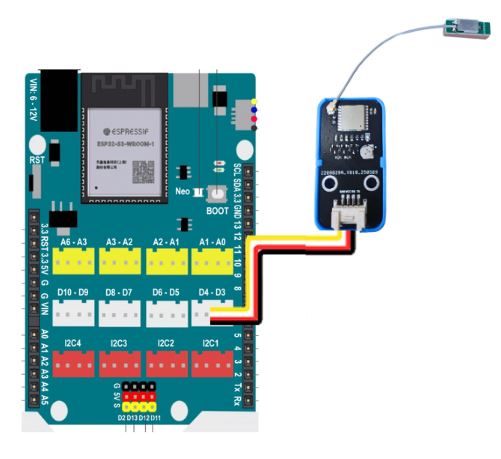 VIN: 6 - 12V
ESPRESSIF
ESP32-S3-WROOM-1
RST
Neo
BOOT
SCL
SDA
3.3
GND
13
12
11
10
9
8
3.3
RST
3.3
5V
G
G
VIN
A0
A1
A2
A3
A4
A5
A6 - A3
A3 - A2
A2 - A1
A1 - A0
D10 - D9
D8 - D7
D6 - D5
D4 - D3
I2C4
I2C3
I2C2
I2C1
5
4
3
2
Tx
Rx
G
5V
S
D2 D13 D12 D11